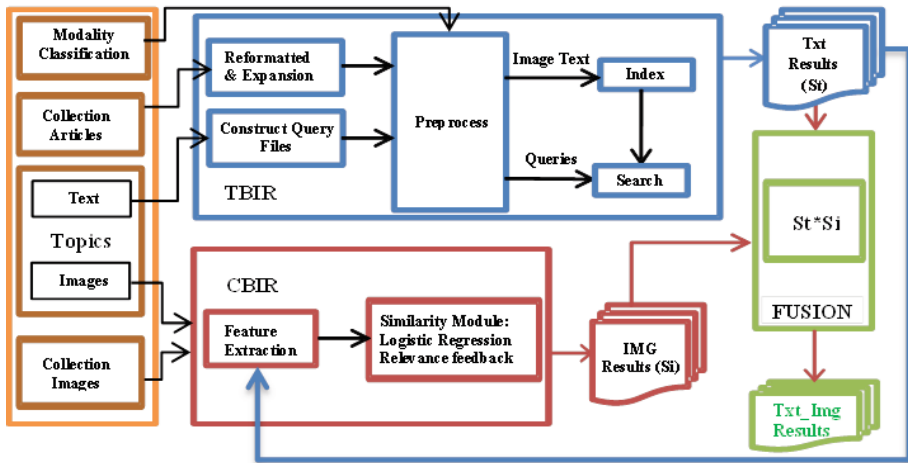 Modality
Classification
Collection
Articles
Text
Topics
Images
Collection
Images
Reformatted
& Expansion
Construct Query
Files
TBIR
Preprocess
Image Text
Index
Queries
Search
CBIR
Feature
Extraction
Similarity Module:
Logistic Regression
Relevance feedback
IMG
Results (Si)
Txt
Results
(St)
St*Si
FUSION
Txt_Img
Results